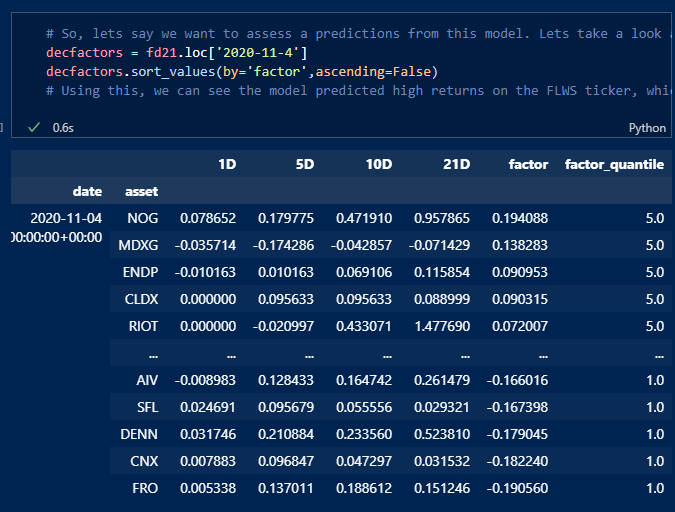 # So, lets say we want to assess a predictions from this model. Lets take a look a
decfactors = fd21.loc['2020-11-4']
decfactors.sort_values(by='factor',ascending=False)
# Using this, we can see the model predicted high returns on the FLWS ticker, whic
] ✓ 0.6s Python
1D 5D 10D 21D factor factor_quantile
date asset
2020-11-04 NOG 0.078652 0.179775 0.471910 0.957865 0.194088 5.0
00:00:00+00:00 MDXG -0.035714 -0.174286 -0.042857 -0.071429 0.138283 5.0
ENDP -0.010163 0.010163 0.069106 0.115854 0.090953 5.0
CLDX 0.000000 0.095633 0.095633 0.088999 0.090315 5.0
RIOT 0.000000 -0.020997 0.433071 1.477690 0.072007 5.0
... ... ... ... ... ... ...
... AIV -0.008983 0.128433 0.164742 0.261479 -0.166016 1.0
SFL 0.024691 0.095679 0.055556 0.029321 -0.167398 1.0
DENN 0.031746 0.210884 0.233560 0.523810 -0.179045 1.0
CNX 0.007883 0.096847 0.047297 0.031532 -0.182240 1.0
FRO 0.005338 0.137011 0.188612 0.151246 -0.190560 1.0